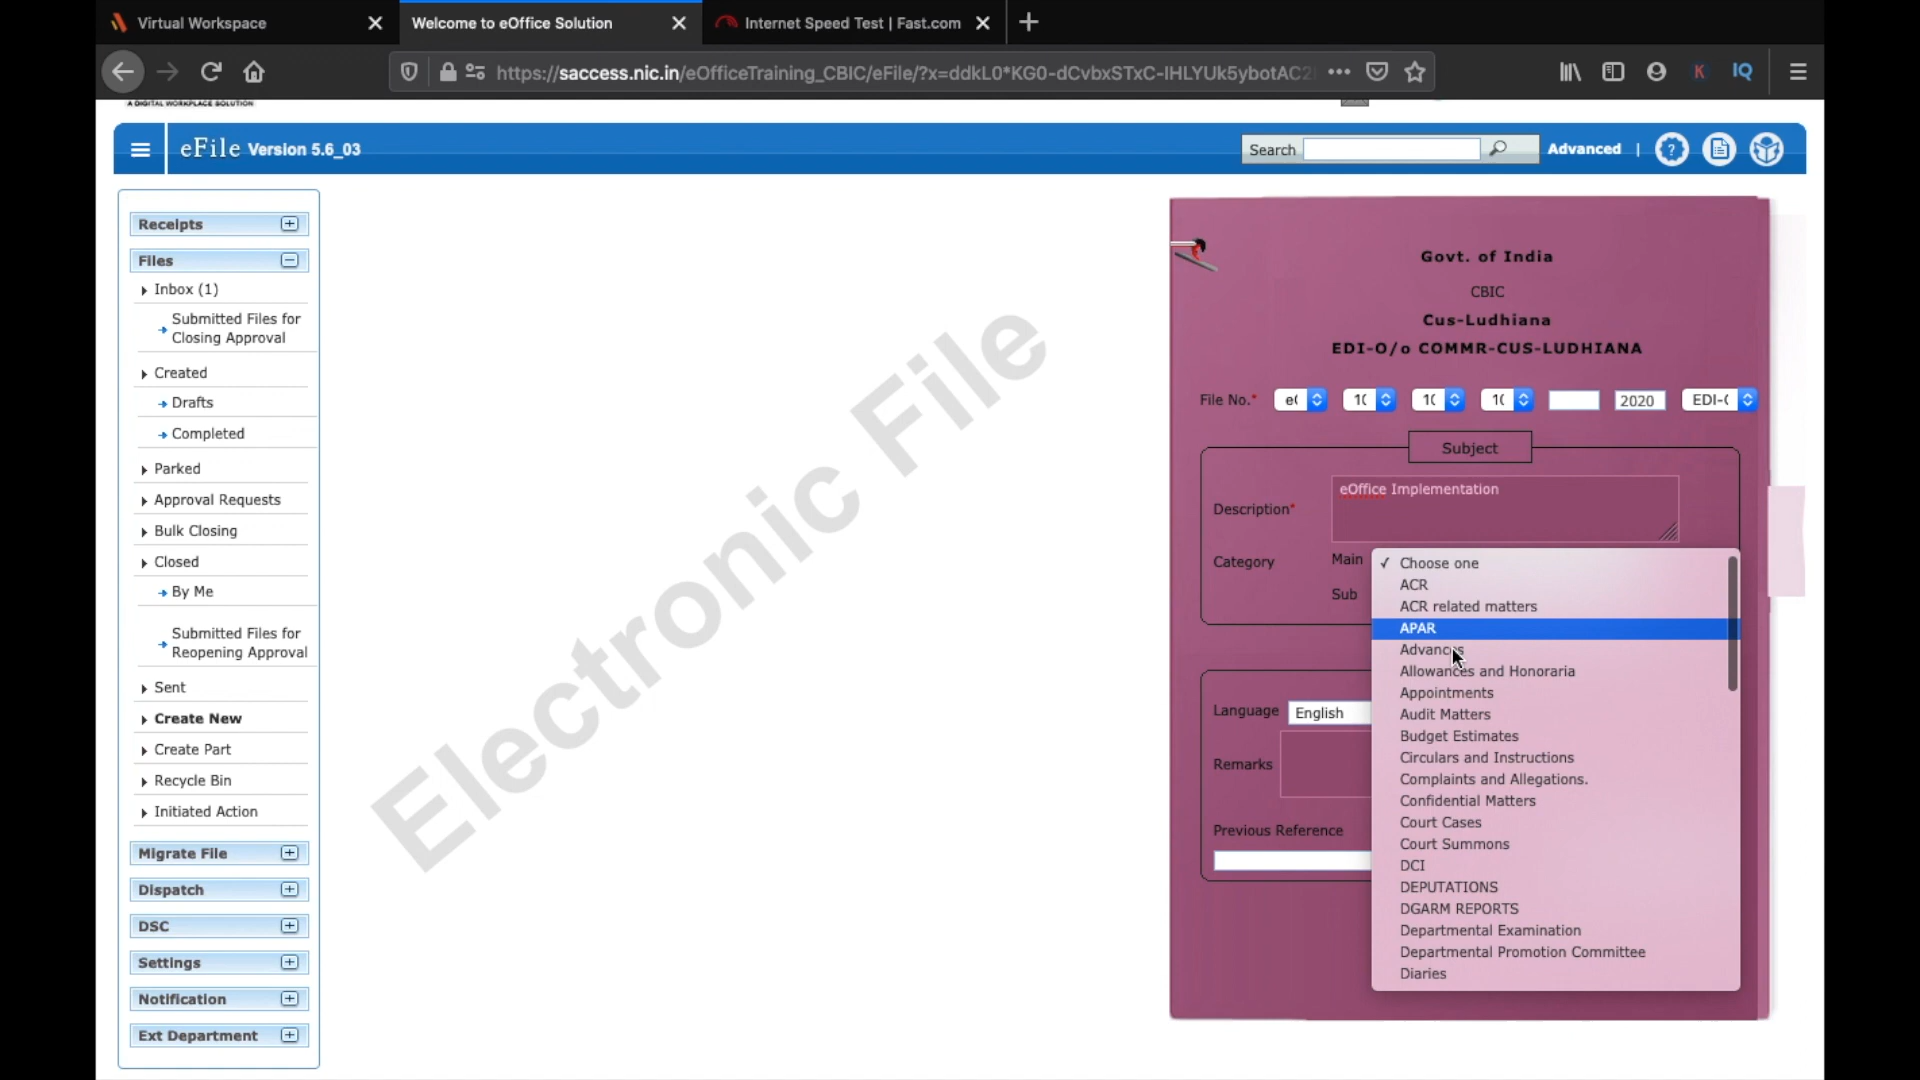 Virtual Workspace
Welcome to eOffice Solution
Internet Speed Test | Fast.com
https://saccess.nic.in/eOfficeTraining_CBIC/eFile/?x=ddkL0*KG0-dCvbxSTxC-IHLYUk5ybotAC2
K
IQ
A DIGITAL WORKPLACE SOLUTION
eFile Version 5.6_03
Search
Advanced |
Receipts
Files
Inbox (1)
Submitted Files for
Closing Approval
Created
Drafts
Completed
Parked
Approval Requests
Bulk Closing
Closed
By Me
Submitted Files for
Reopening Approval
Sent
Create New
Create Part
Recycle Bin
Initiated Action
Migrate File
Dispatch
DSC
Settings
Notification
Ext Department
Electronic File
Govt. of India
CBIC
Cus-Ludhiana
EDI-O/o COMMR-CUS-LUDHIANA
File No.* 2020
Subject
Description* eOffice Implementation
Category Main
Sub
✓ Choose one
ACR
ACR related matters
APAR
Advances
Allowances and Honoraria
Appointments
Audit Matters
Budget Estimates
Circulars and Instructions
Complaints and Allegations.
Confidential Matters
Court Cases
Court Summons
DCI
DEPUTATIONS
DGARM REPORTS
Departmental Examination
Departmental Promotion Committee
Diaries
Language English
Remarks
Previous Reference